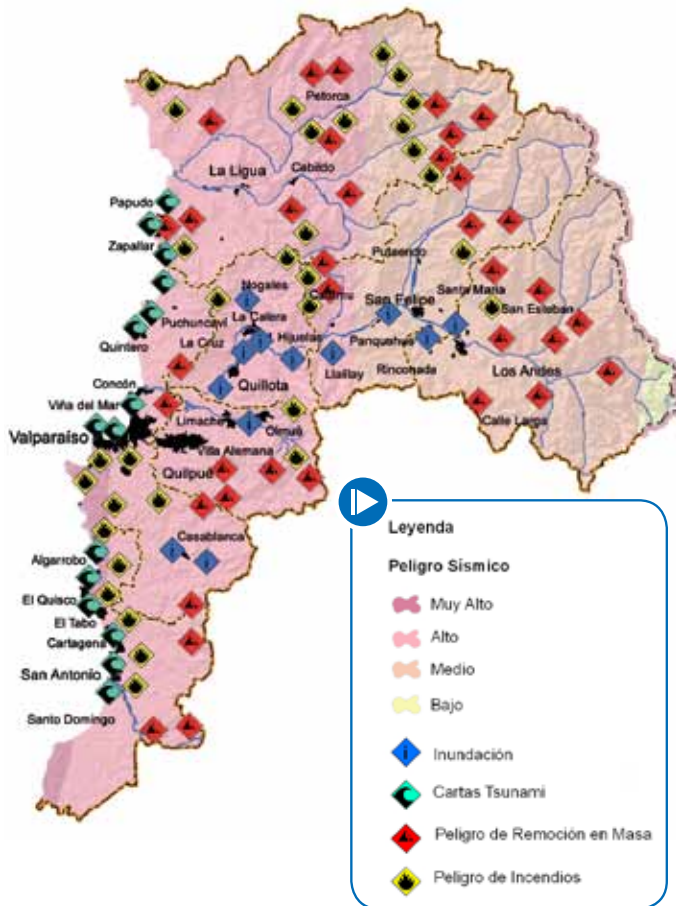 Petorca
La Ligua
Cabildo
Papudo
Zapallar
Putaendo
Nogales
Catemu
San Felipe
Santa Maria
San Esteban
Puchuncaví
La Calera
La Cruz
Hijuelas
Panquehue
Quintero
Llaillay
Rinconada
Los Andes
Concón
Quillota
Viña del Mar
Limache
Calle Larga
Valparaíso
Olmué
Villa Alemana
Quilpué
Casablanca
Algarrobo
El Quisco
El Tabo
Cartagena
San Antonio
Santo Domingo
Leyenda
Peligro Sísmico
Muy Alto
Alto
Medio
Bajo
Inundación
Cartas Tsunami
Peligro de Remoción en Masa
Peligro de Incendios